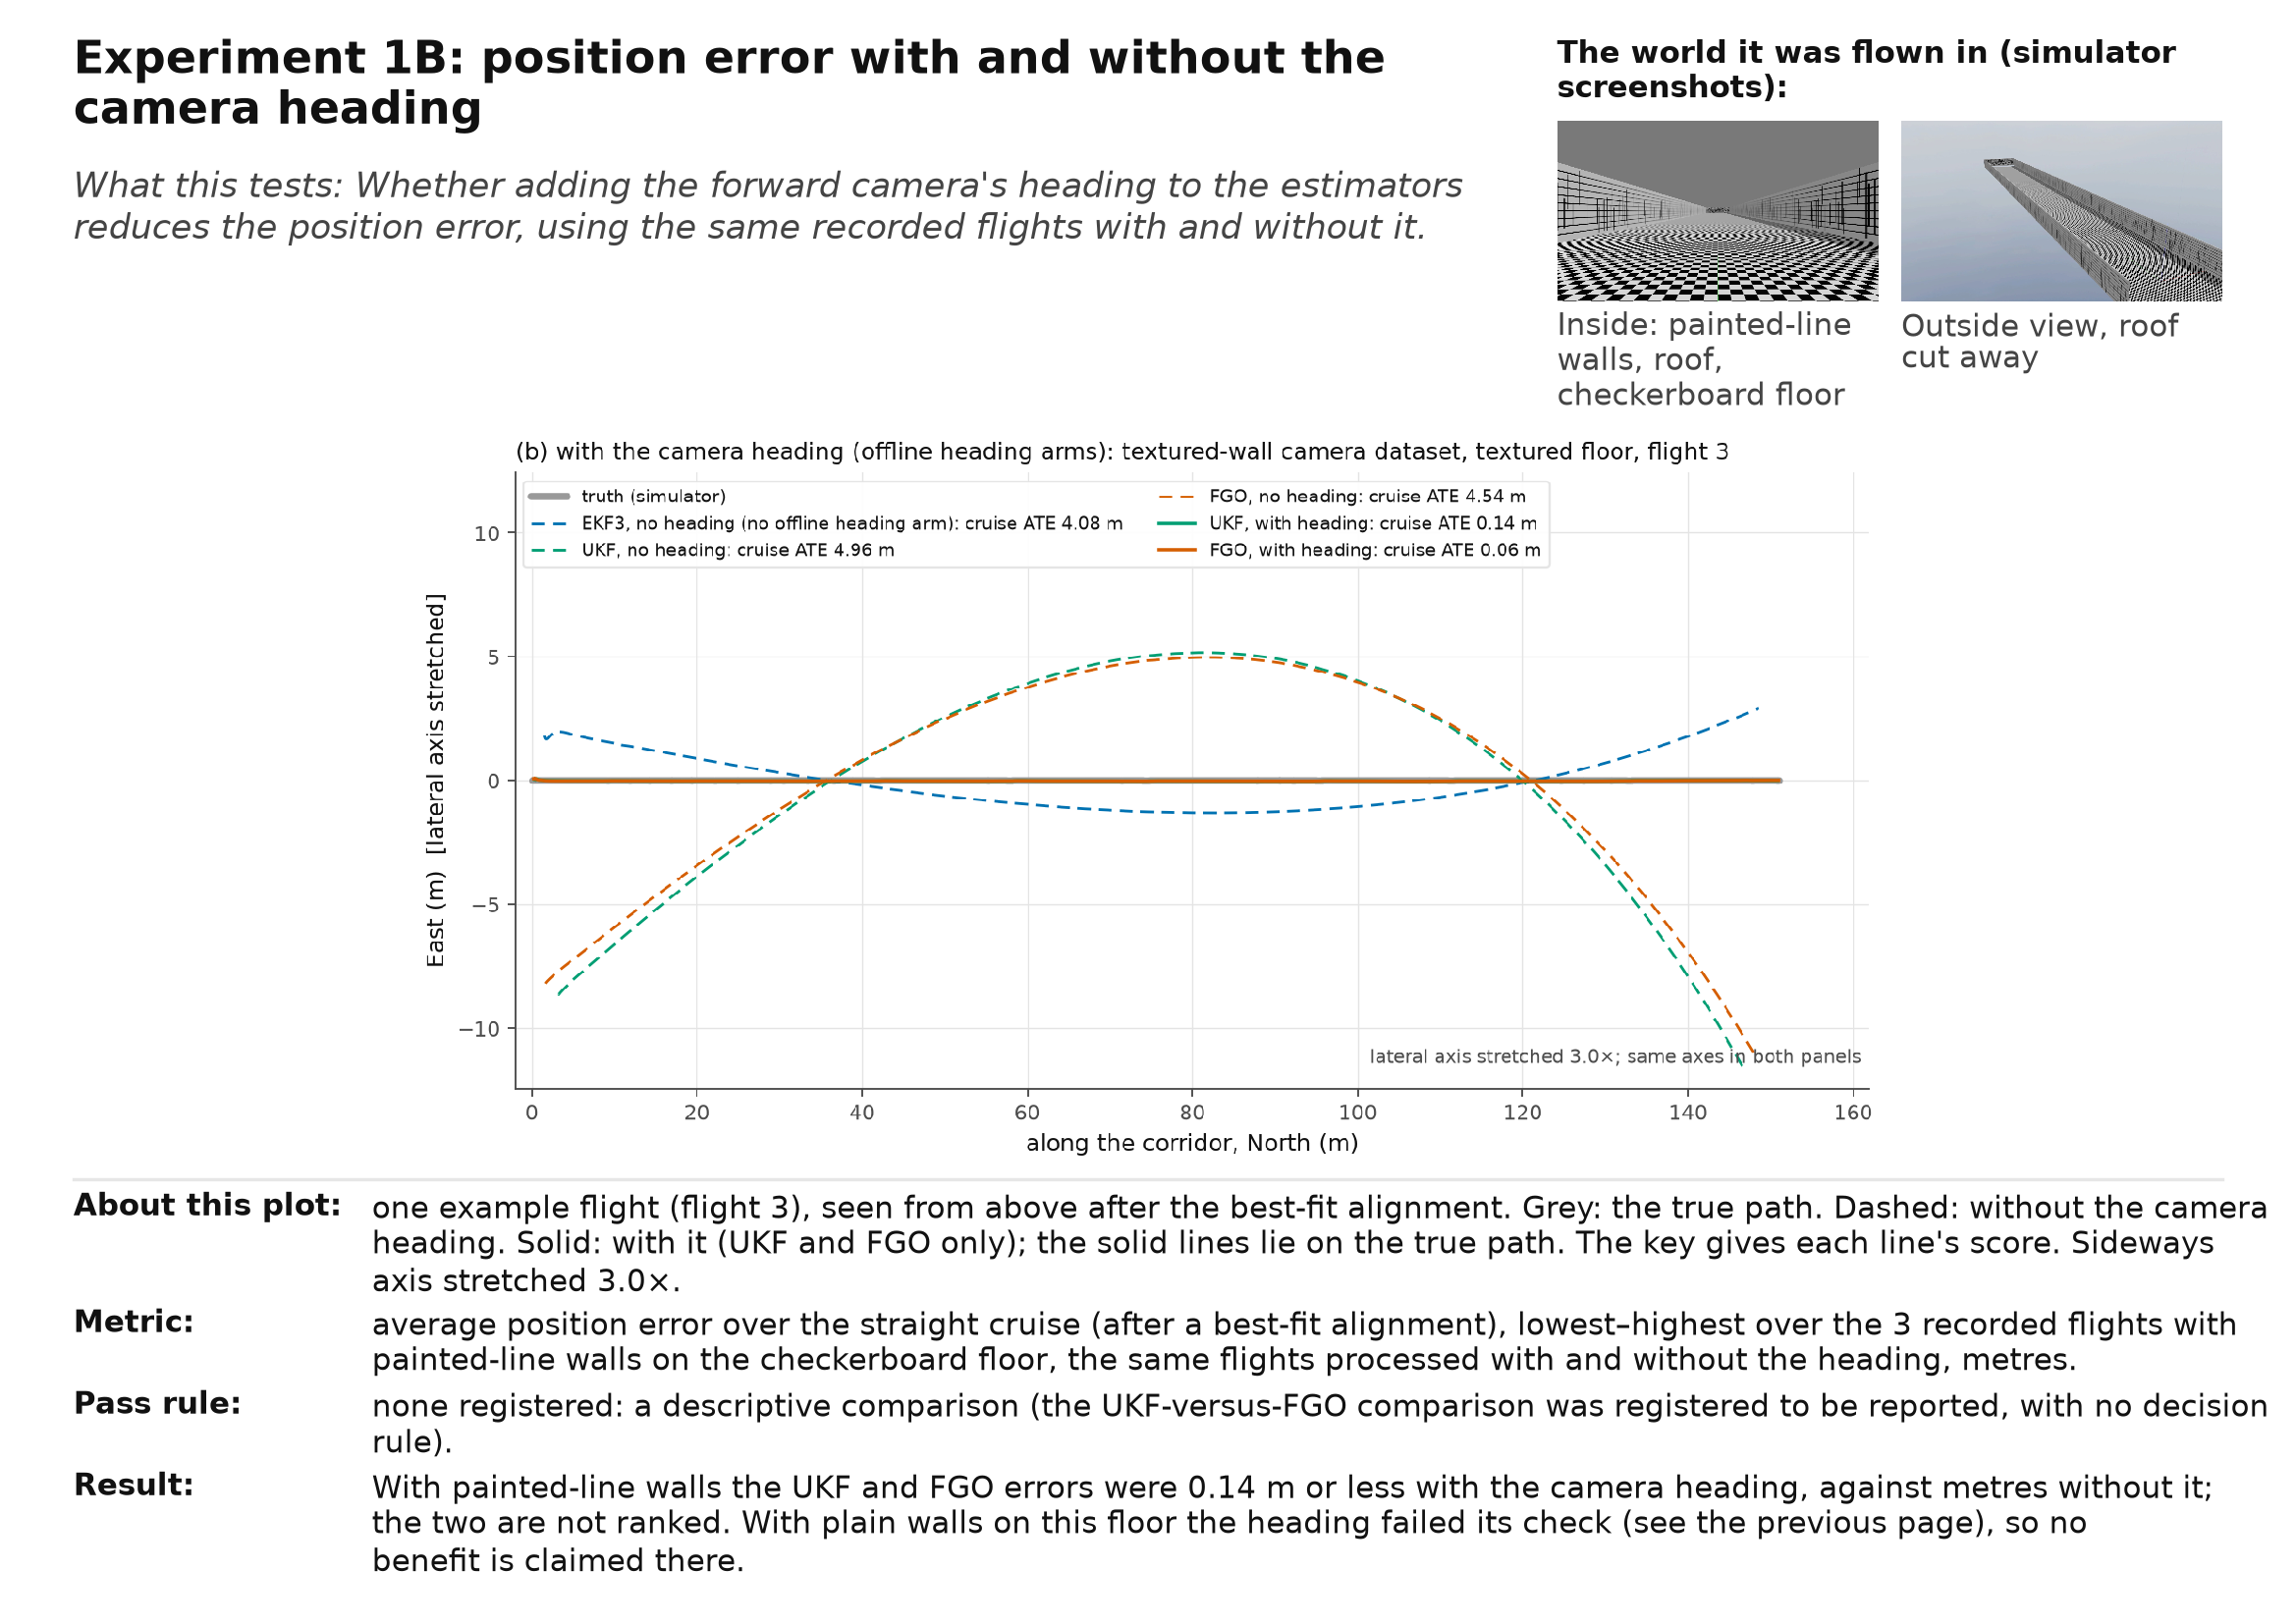 Experiment 1B: position error with and without the
camera heading
What this tests: Whether adding the forward camera's heading to the estimators
reduces the position error, using the same recorded flights with and without it.
The world it was flown in (simulator
screenshots):
Inside: painted-line
walls, roof,
checkerboard floor
Outside view, roof
cut away
(b) with the camera heading (offline heading arms): textured-wall camera dataset, textured floor, flight 3
truth (simulator)
EKF3, no heading (no offline heading arm): cruise ATE 4.08 m
UKF, no heading: cruise ATE 4.96 m
FGO, no heading: cruise ATE 4.54 m
UKF, with heading: cruise ATE 0.14 m
FGO, with heading: cruise ATE 0.06 m
East (m) [lateral axis stretched]
10
5
0
−5
−10
lateral axis stretched 3.0×; same axes in both panels
0 20 40 60 80 100 120 140 160
along the corridor, North (m)
About this plot:
one example flight (flight 3), seen from above after the best-fit alignment. Grey: the true path. Dashed: without the camera
heading. Solid: with it (UKF and FGO only); the solid lines lie on the true path. The key gives each line's score. Sideways
axis stretched 3.0×.
Metric:
average position error over the straight cruise (after a best-fit alignment), lowest–highest over the 3 recorded flights with
painted-line walls on the checkerboard floor, the same flights processed with and without the heading, metres.
Pass rule:
none registered: a descriptive comparison (the UKF-versus-FGO comparison was registered to be reported, with no decision
rule).
Result:
With painted-line walls the UKF and FGO errors were 0.14 m or less with the camera heading, against metres without it;
the two are not ranked. With plain walls on this floor the heading failed its check (see the previous page), so no
benefit is claimed there.